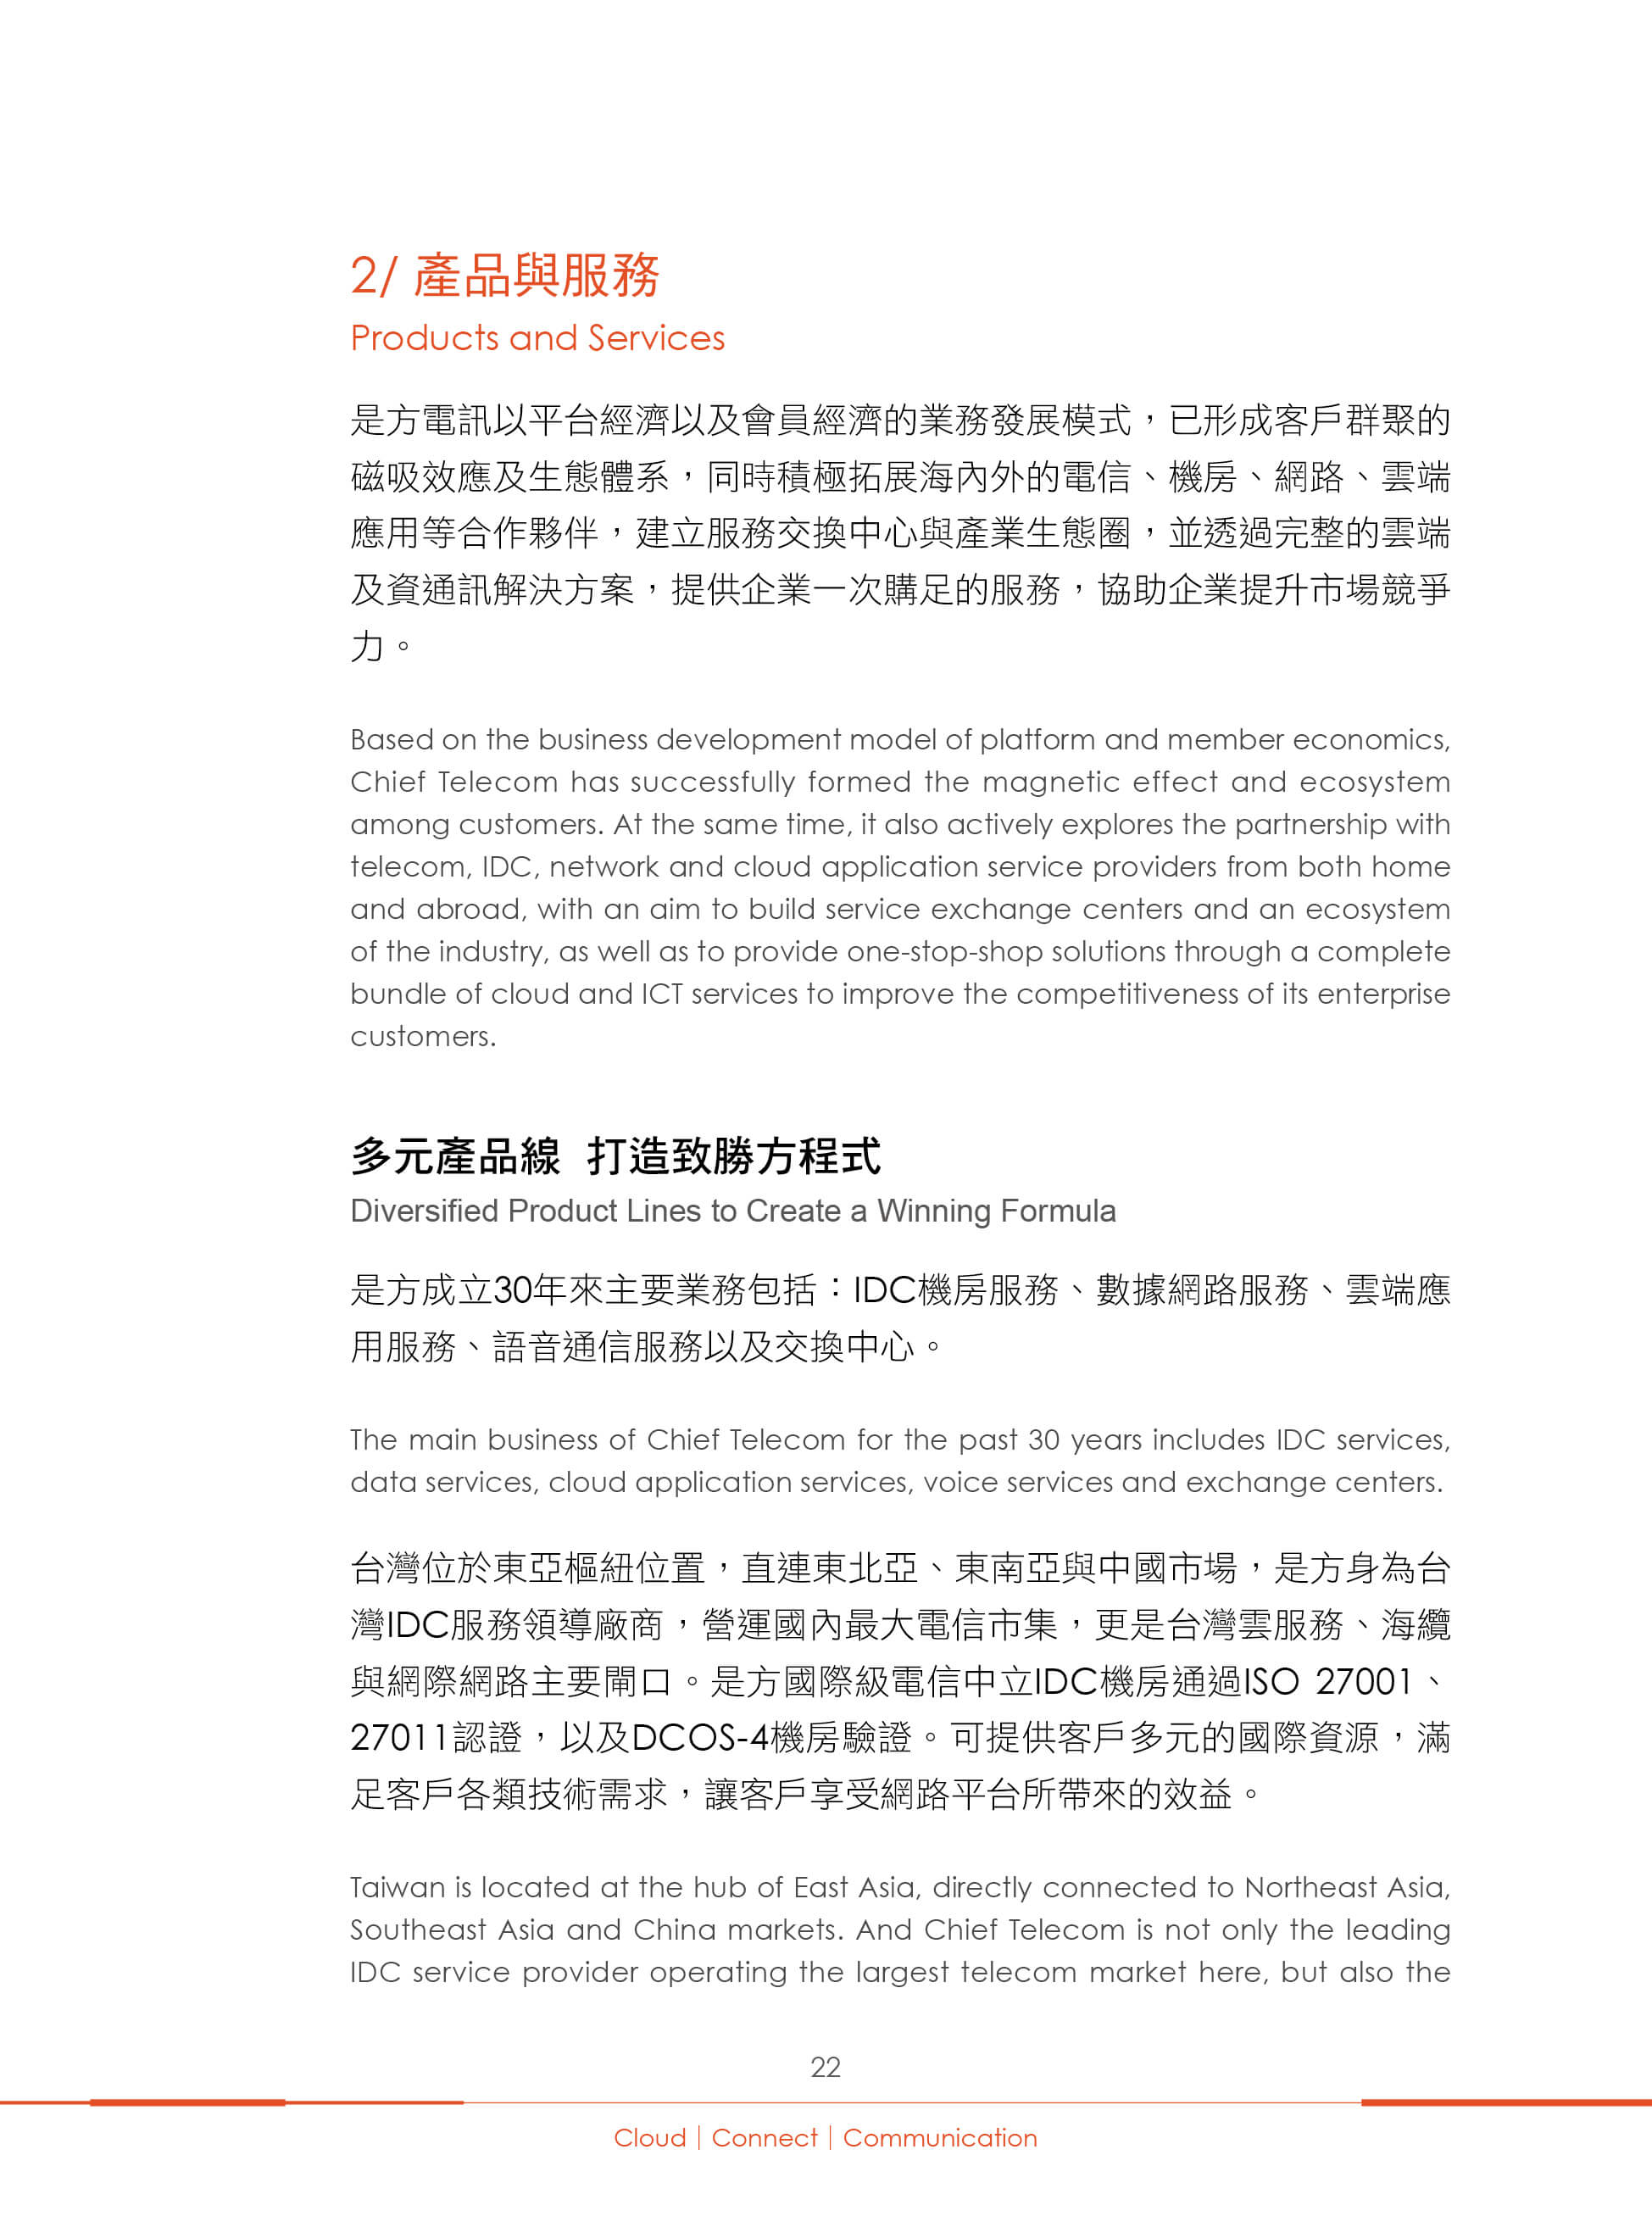 2/ 產品與服務
Products and Services
是方電訊以平台經濟以及會員經濟的業務發展模式，已形成客戶群聚的
磁吸效應及生態體系，同時積極拓展海內外的電信、機房、網路、雲端
應用等合作夥伴，建立服務交換中心與產業生態圈，並透過完整的雲端
及資通訊解決方案，提供企業一次購足的服務，協助企業提升市場競爭
力。
Based on the business development model of platform and member economics,
Chief Telecom has successfully formed the magnetic effect and ecosystem
among customers. At the same time, it also actively explores the partnership with
telecom, IDC, network and cloud application service providers from both home
and abroad, with an aim to build service exchange centers and an ecosystem
of the industry, as well as to provide one-stop-shop solutions through a complete
bundle of cloud and ICT services to improve the competitiveness of its enterprise
customers.
多元產品線 打造致勝方程式
Diversified Product Lines to Create a Winning Formula
是方成立30年來主要業務包括：IDC機房服務、數據網路服務、雲端應
用服務、語音通信服務以及交換中心。
The main business of Chief Telecom for the past 30 years includes IDC services,
data services, cloud application services, voice services and exchange centers.
台灣位於東亞樞紐位置，直連東北亞、東南亞與中國市場，是方身為台
灣IDC服務領導廠商，營運國內最大電信市集，更是台灣雲服務、海纜
與網際網路主要閘口。是方國際級電信中立IDC機房通過ISO 27001、
27011認證，以及DCOS-4機房驗證。可提供客戶多元的國際資源，滿
足客戶各類技術需求，讓客戶享受網路平台所帶來的效益。
Taiwan is located at the hub of East Asia, directly connected to Northeast Asia,
Southeast Asia and China markets. And Chief Telecom is not only the leading
IDC service provider operating the largest telecom market here, but also the
22
Cloud｜Connect｜Communication